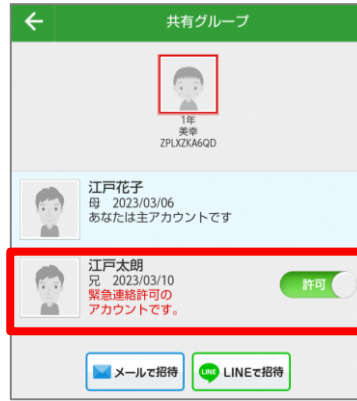 共有グループ
1年
美幸
ZPLXZKA6QD
江戸花子
母 2023/03/06
あなたは主アカウントです
江戸太朗
兄 2023/03/10
緊急連絡許可の
アカウントです。
許可
メールで招待
LINE LINEで招待